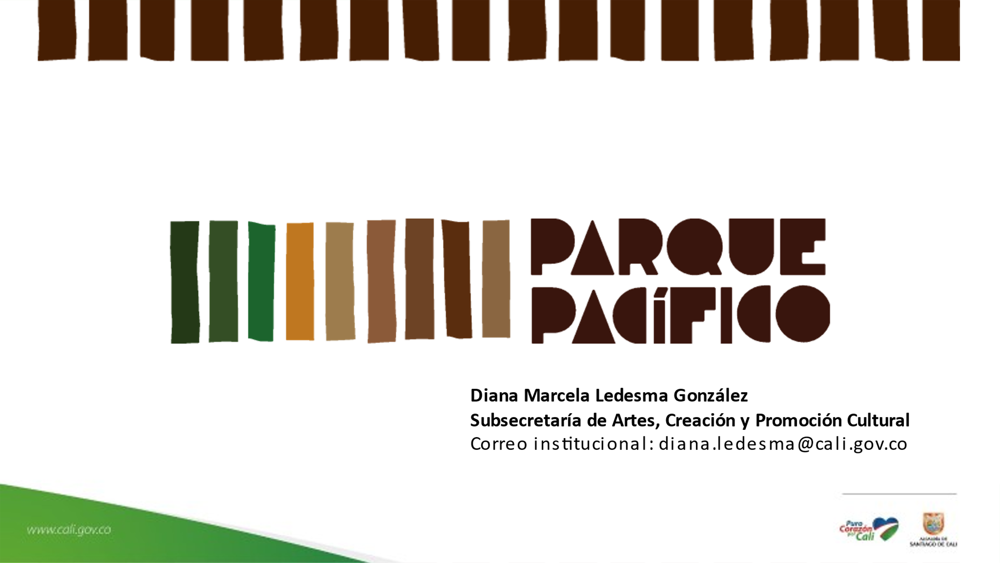 PARQUE
PACÍFICO
Diana Marcela Ledesma González
Subsecretaría de Artes, Creación y Promoción Cultural
Correo institucional: diana.ledesma@cali.gov.co
www.cali.gov.co
Puro
Corazón
por
Cali
ALCALDÍA DE
SANTIAGO DE CALI